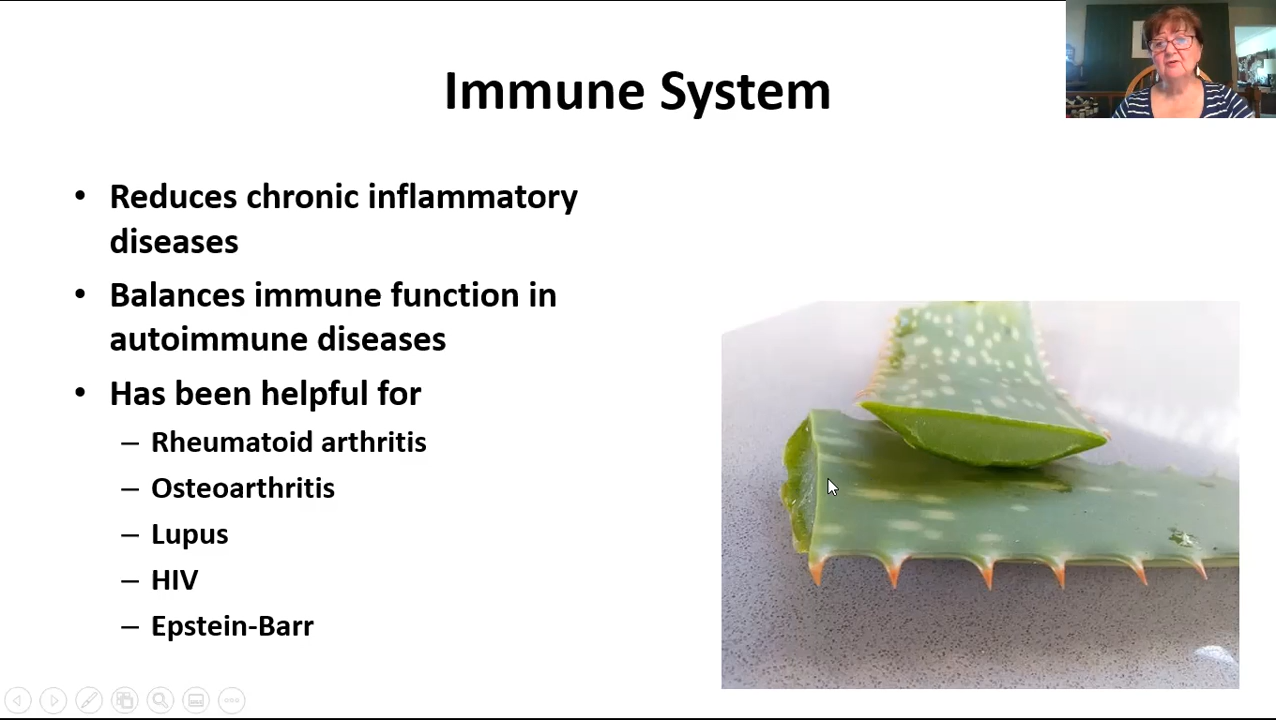 Immune System
• Reduces chronic inflammatory
diseases
• Balances immune function in
autoimmune diseases
• Has been helpful for
– Rheumatoid arthritis
– Osteoarthritis
– Lupus
– HIV
– Epstein-Barr